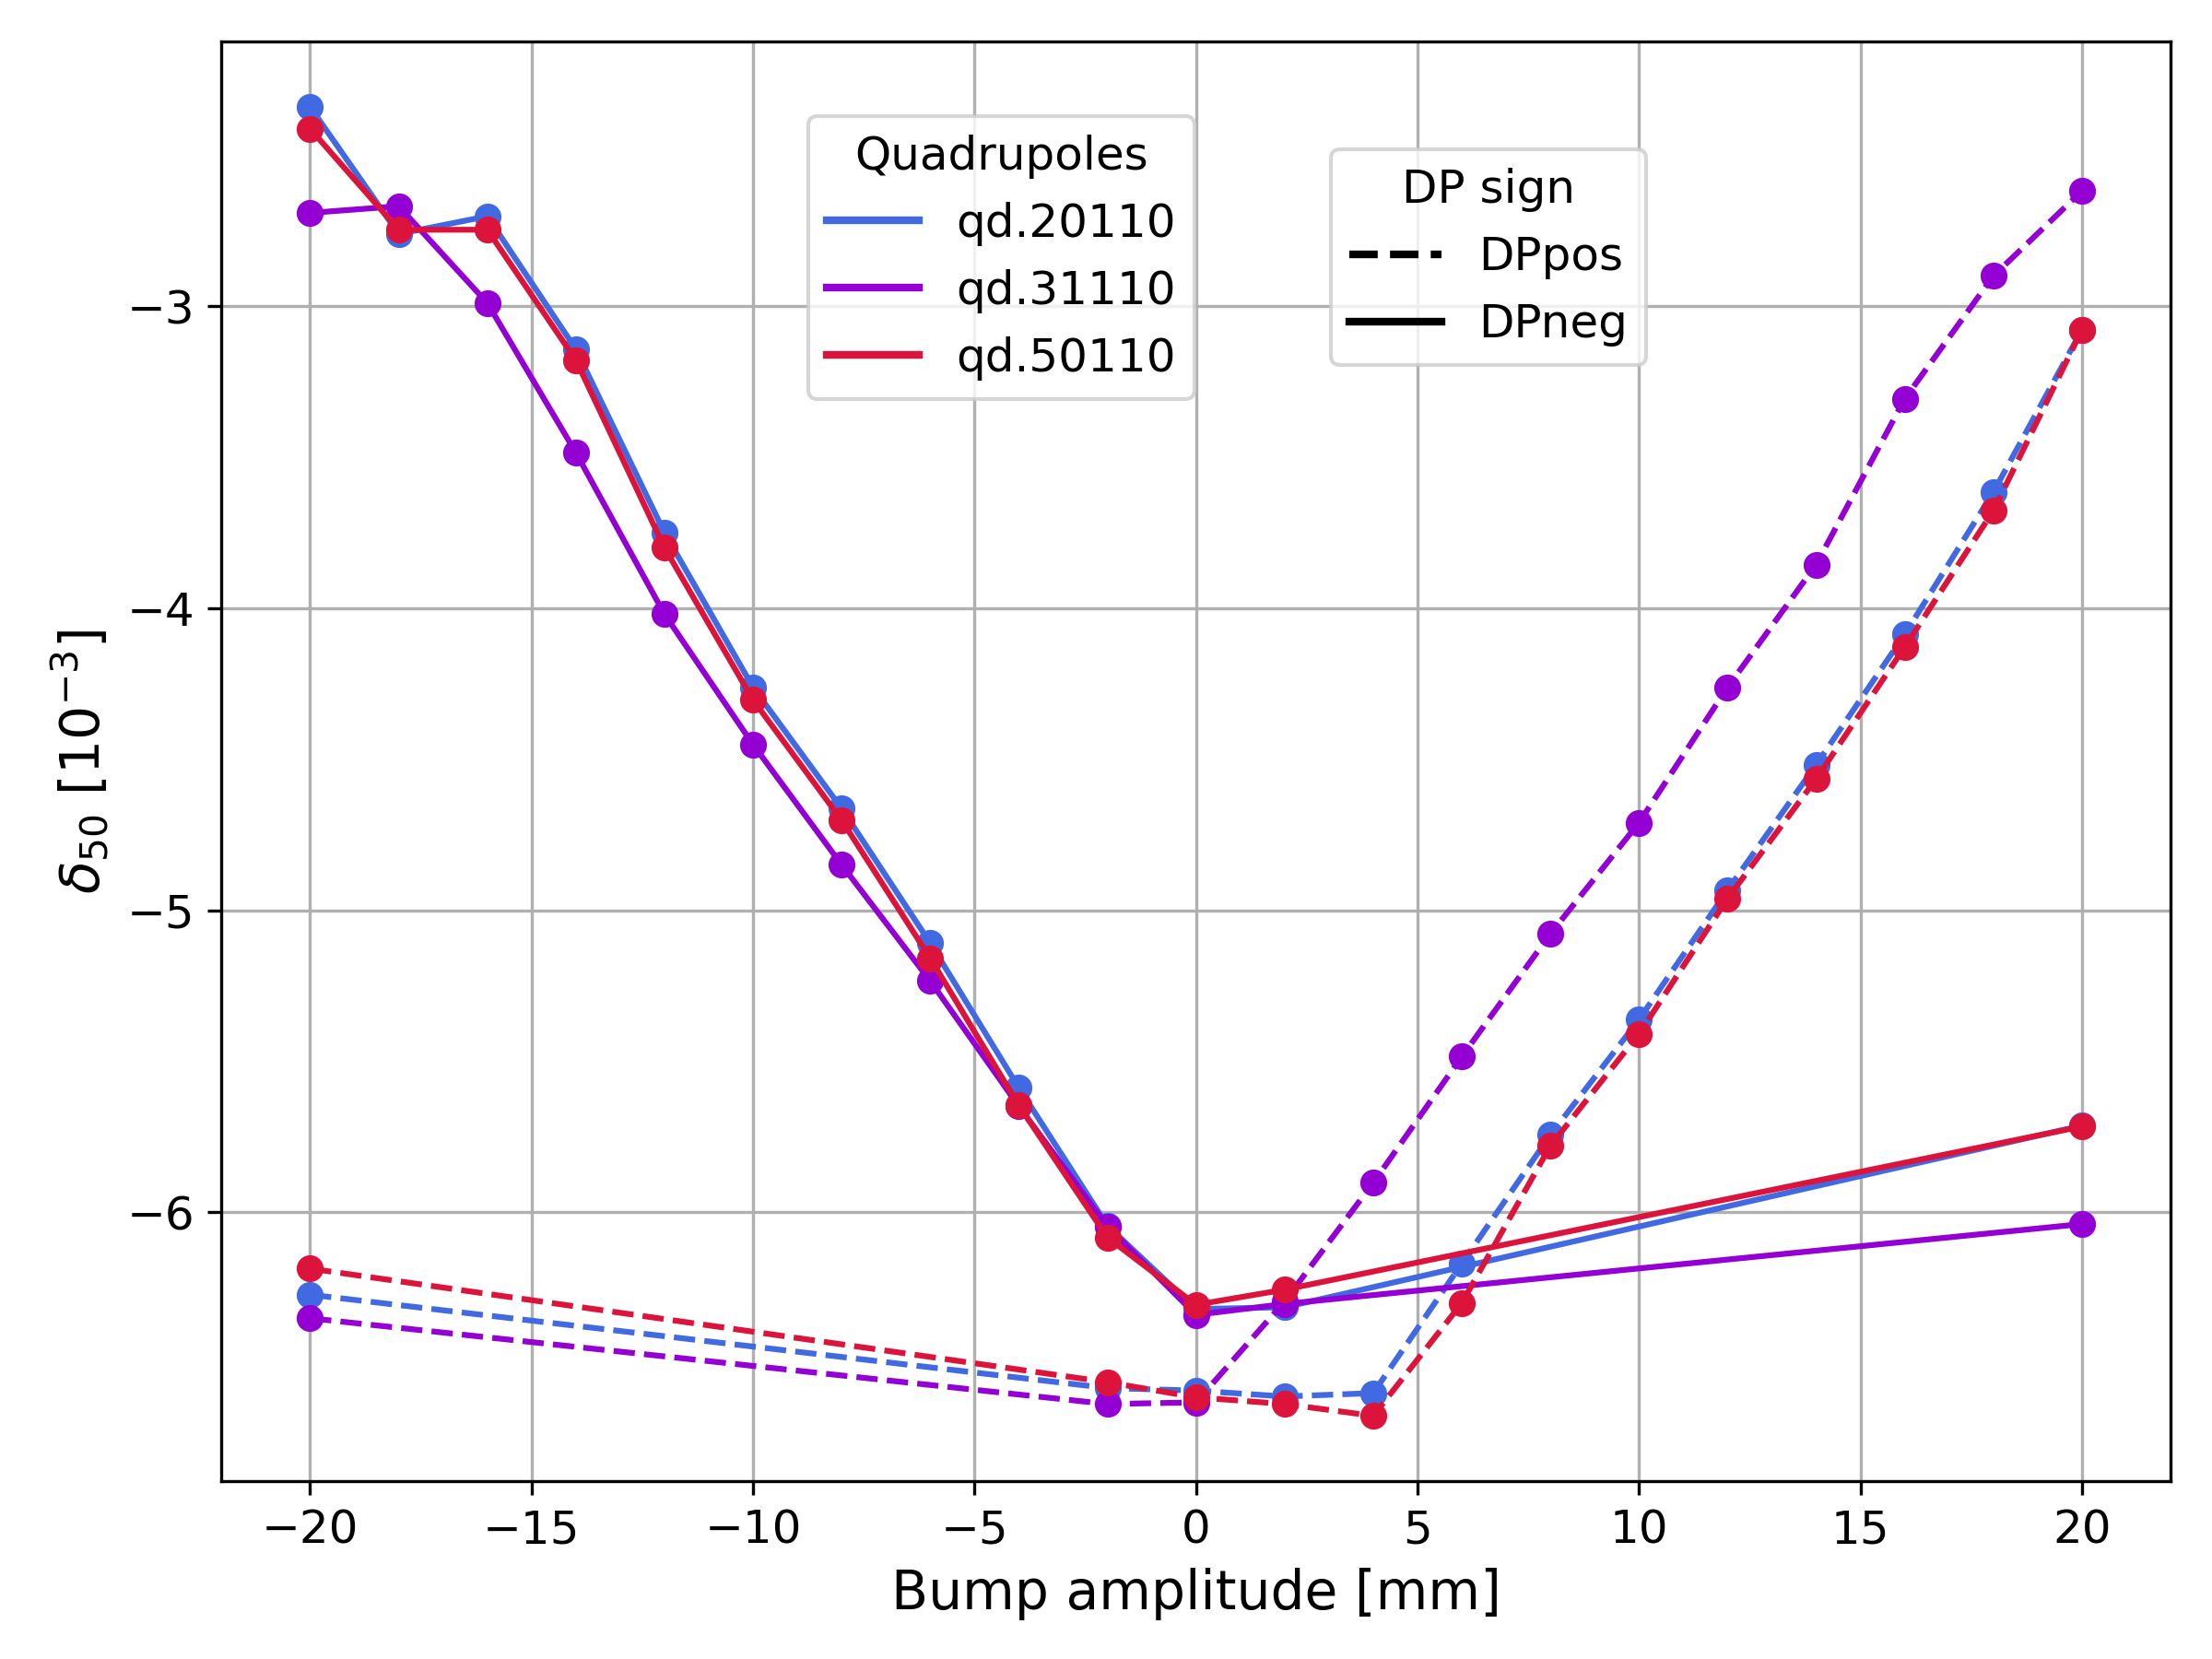 Quadrupoles
qd.20110
qd.31110
qd.50110
DP sign
DPpos
DPneg
−3
−4
−5
−6
δ₅₀ [10⁻³]
−20 −15 −10 −5 0 5 10 15 20
Bump amplitude [mm]